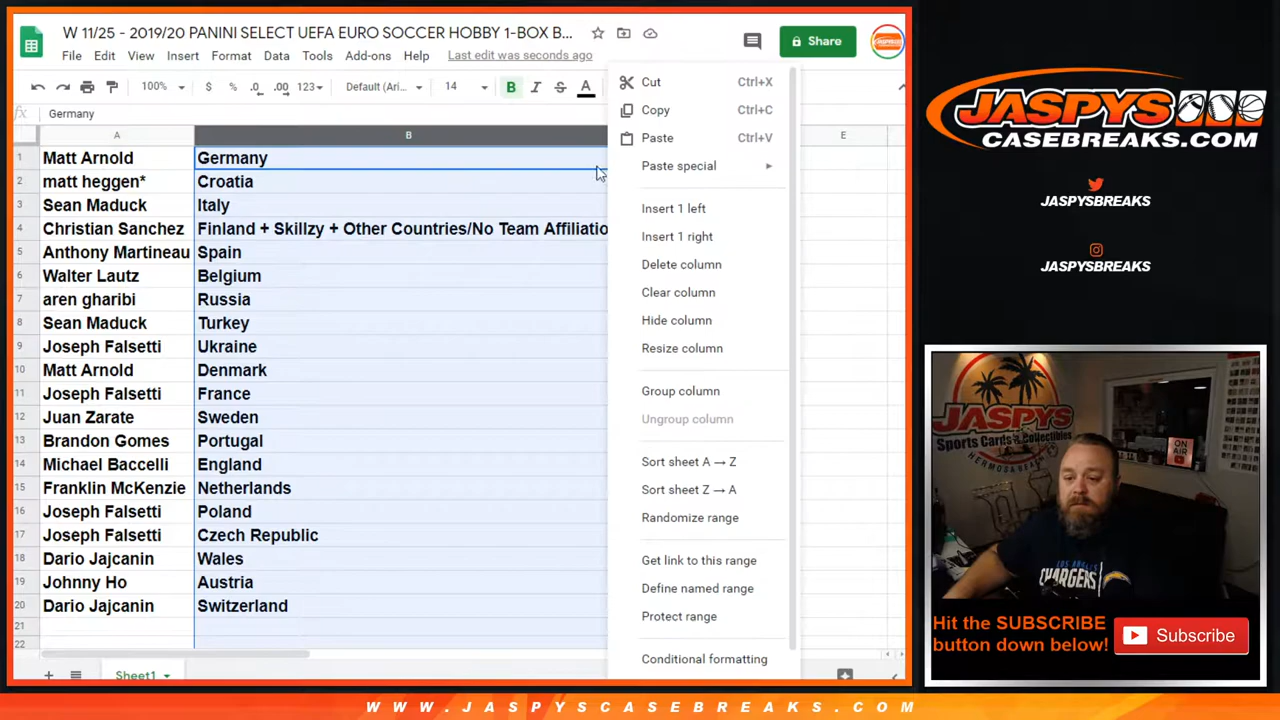 W 11/25 - 2019/20 PANINI SELECT UEFA EURO SOCCER HOBBY 1-BOX B...
File Edit View Insert Format Data Tools Add-ons Help Last edit was seconds ago
Share
100% $ % .0 .00 123 Default (Ari... 14 B I S A
fx Germany
A B E
1 Matt Arnold Germany
2 matt heggen* Croatia
3 Sean Maduck Italy
4 Christian Sanchez Finland + Skillzy + Other Countries/No Team Affiliatio
5 Anthony Martineau Spain
6 Walter Lautz Belgium
7 aren gharibi Russia
8 Sean Maduck Turkey
9 Joseph Falsetti Ukraine
10 Matt Arnold Denmark
11 Joseph Falsetti France
12 Juan Zarate Sweden
13 Brandon Gomes Portugal
14 Michael Baccelli England
15 Franklin McKenzie Netherlands
16 Joseph Falsetti Poland
17 Joseph Falsetti Czech Republic
18 Dario Jajcanin Wales
19 Johnny Ho Austria
20 Dario Jajcanin Switzerland
21
22
Sheet1
Cut Ctrl+X
Copy Ctrl+C
Paste Ctrl+V
Paste special
Insert 1 left
Insert 1 right
Delete column
Clear column
Hide column
Resize column
Group column
Ungroup column
Sort sheet A → Z
Sort sheet Z → A
Randomize range
Get link to this range
Define named range
Protect range
Conditional formatting
JASPYS
CASEBREAKS.COM
JASPYSBREAKS
JASPYSBREAKS
JASPYS
Sports Cards & Collectibles
HERMOSA BEACH
ON
AIR
LOS ANGELES
CHARGERS
Hit the SUBSCRIBE
button down below!
Subscribe
WWW.JASPYSCASEBREAKS.COM